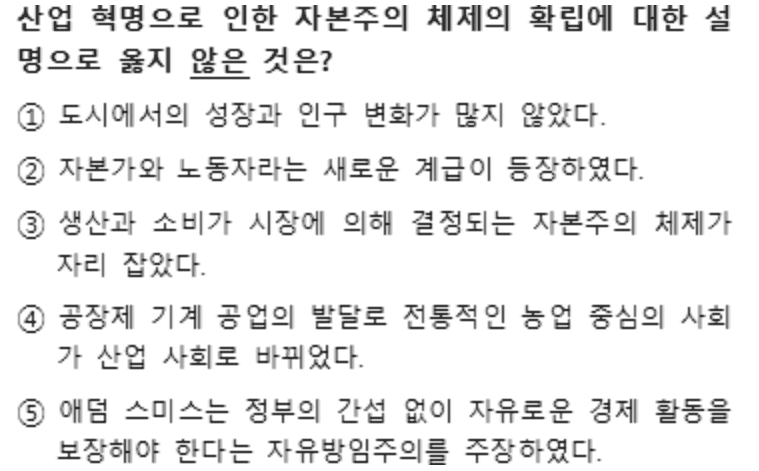 산업 혁명으로 인한 자본주의 체제의 확립에 대한 설
명으로 옳지 않은 것은?
① 도시에서의 성장과 인구 변화가 많지 않았다.
② 자본가와 노동자라는 새로운 계급이 등장하였다.
③ 생산과 소비가 시장에 의해 결정되는 자본주의 체제가
자리 잡았다.
④ 공장제 기계 공업의 발달로 전통적인 농업 중심의 사회
가 산업 사회로 바뀌었다.
⑤ 애덤 스미스는 정부의 간섭 없이 자유로운 경제 활동을
보장해야 한다는 자유방임주의를 주장하였다.